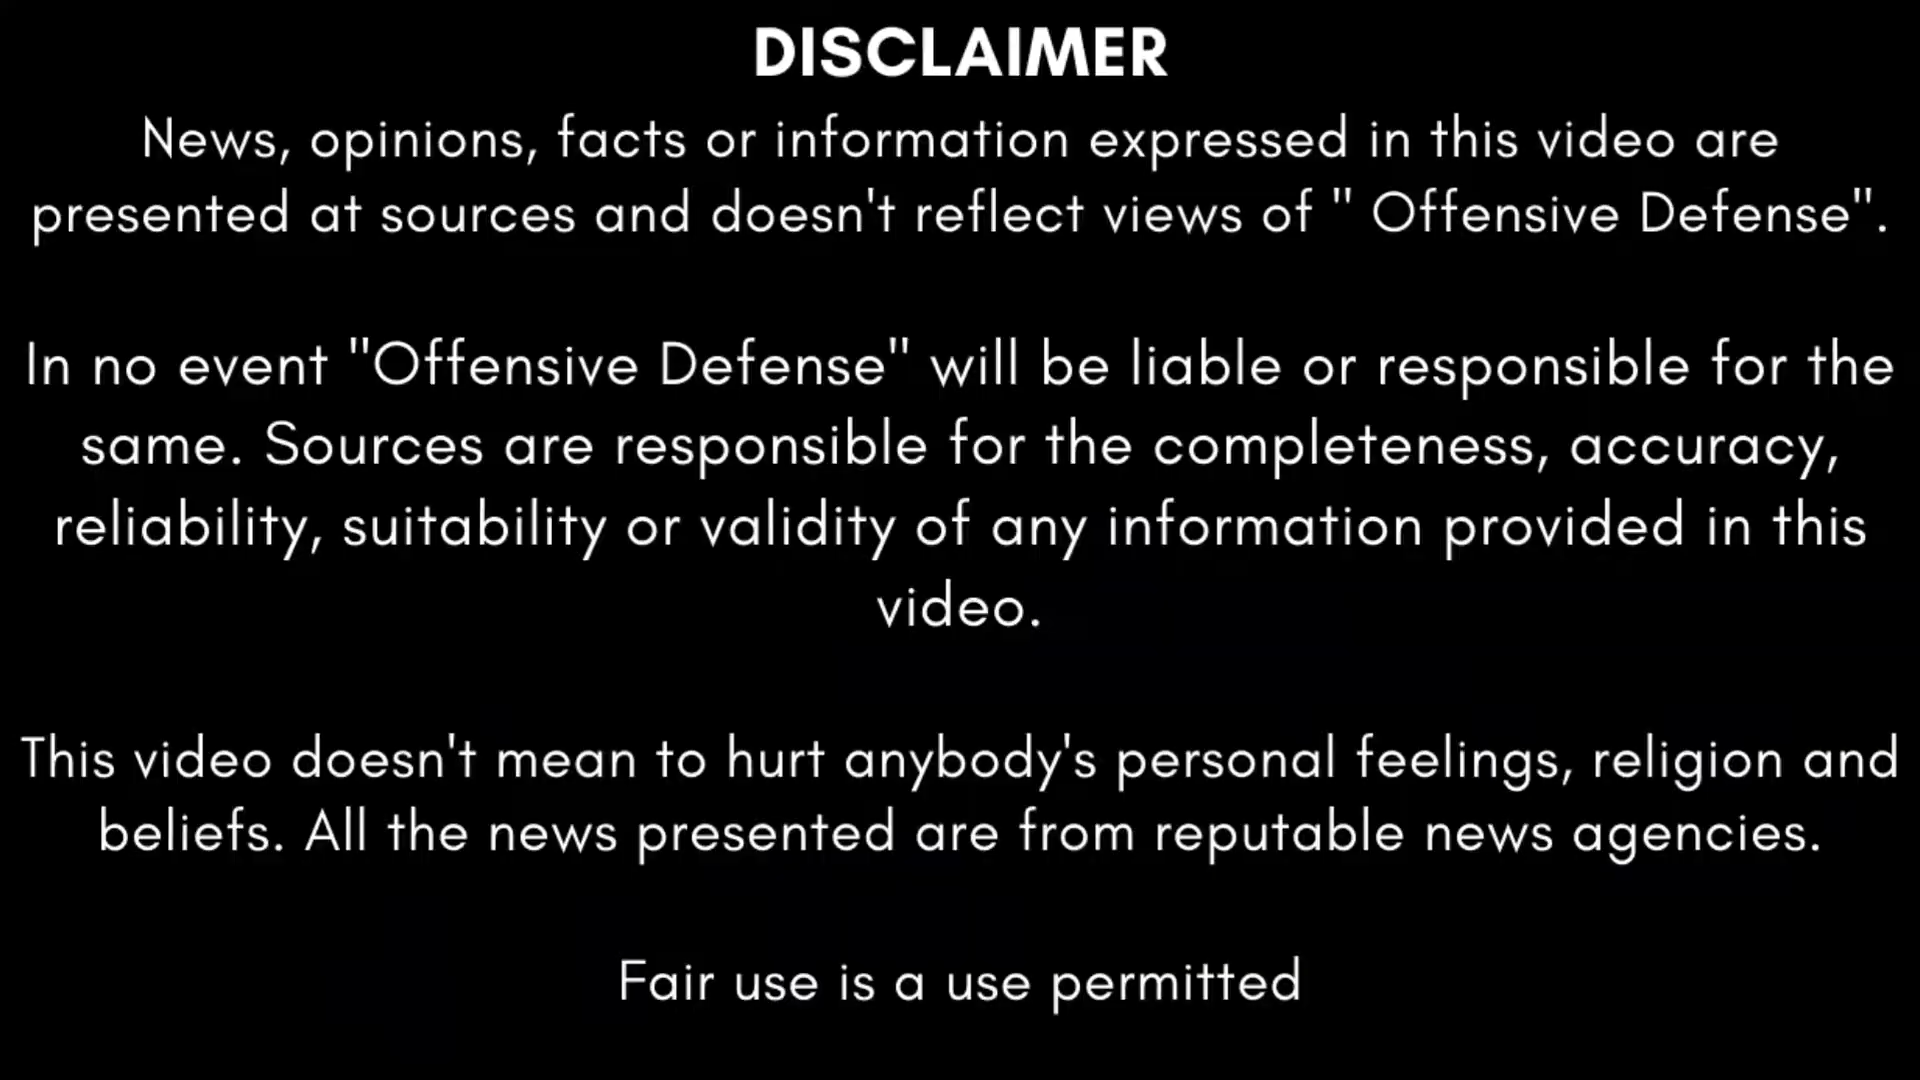 DISCLAIMER
News, opinions, facts or information expressed in this video are
presented at sources and doesn't reflect views of " Offensive Defense".
In no event "Offensive Defense" will be liable or responsible for the
same. Sources are responsible for the completeness, accuracy,
reliability, suitability or validity of any information provided in this
video.
This video doesn't mean to hurt anybody's personal feelings, religion and
beliefs. All the news presented are from reputable news agencies.
Fair use is a use permitted